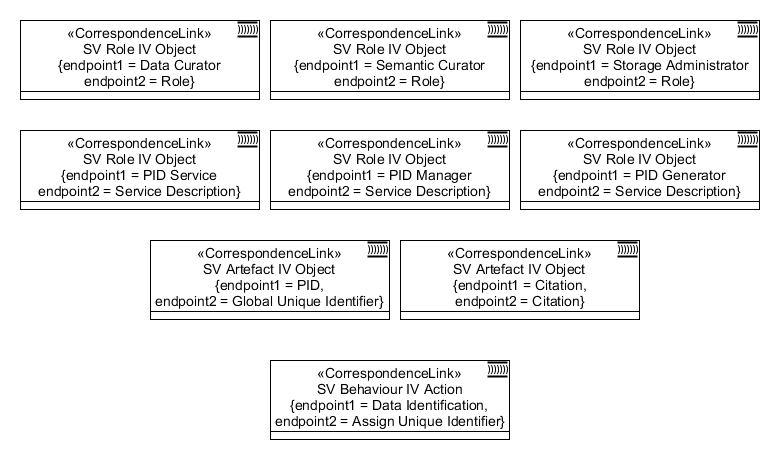 «CorrespondenceLink»
SV Role IV Object
{endpoint1 = Data Curator
endpoint2 = Role}
«CorrespondenceLink»
SV Role IV Object
{endpoint1 = Semantic Curator
endpoint2 = Role}
«CorrespondenceLink»
SV Role IV Object
{endpoint1 = Storage Administrator
endpoint2 = Role}
«CorrespondenceLink»
SV Role IV Object
{endpoint1 = PID Service
endpoint2 = Service Description}
«CorrespondenceLink»
SV Role IV Object
{endpoint1 = PID Manager
endpoint2 = Service Description}
«CorrespondenceLink»
SV Role IV Object
{endpoint1 = PID Generator
endpoint2 = Service Description}
«CorrespondenceLink»
SV Artefact IV Object
{endpoint1 = PID,
endpoint2 = Global Unique Identifier}
«CorrespondenceLink»
SV Artefact IV Object
{endpoint1 = Citation,
endpoint2 = Citation}
«CorrespondenceLink»
SV Behaviour IV Action
{endpoint1 = Data Identification,
endpoint2 = Assign Unique Identifier}